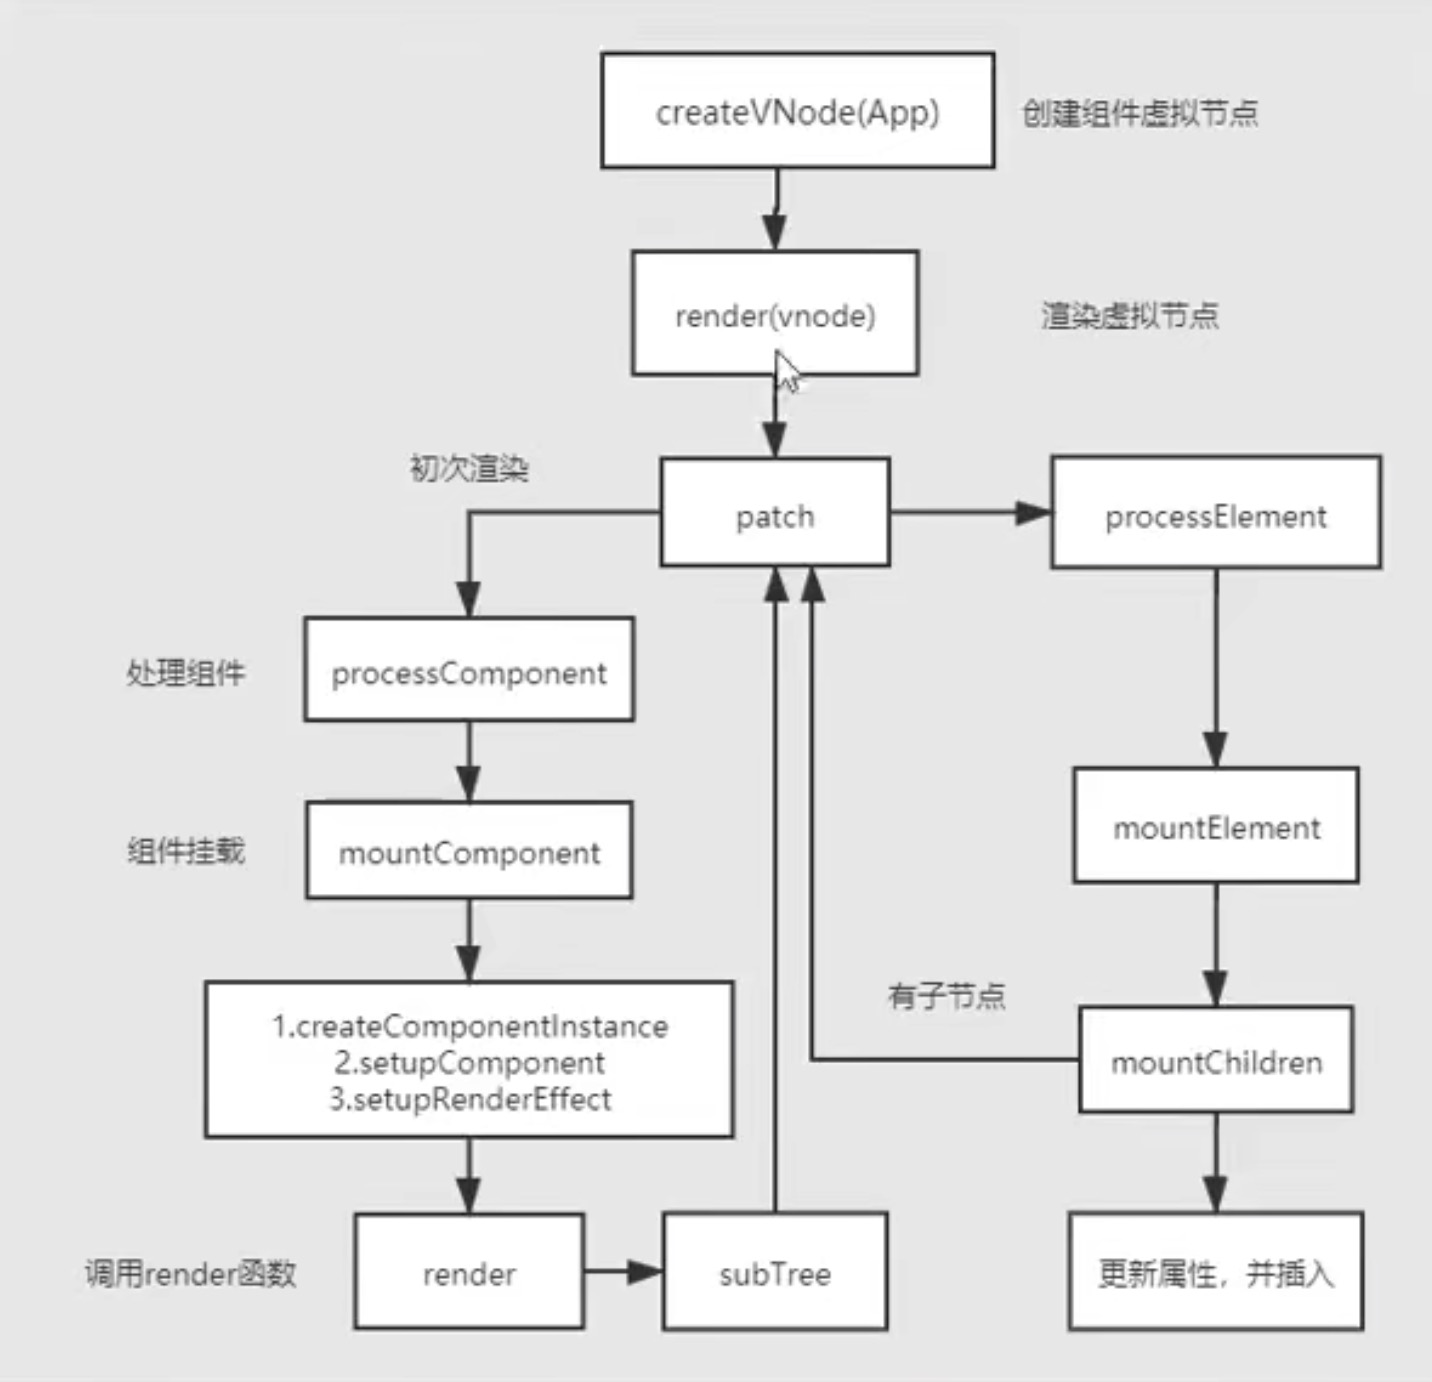 createVNode(App)
创建组件虚拟节点
render(vnode)
渲染虚拟节点
初次渲染
patch
processElement
处理组件
processComponent
组件挂载
mountComponent
mountElement
1.createComponentInstance
2.setupComponent
3.setupRenderEffect
有子节点
mountChildren
调用render函数
render
subTree
更新属性，并插入